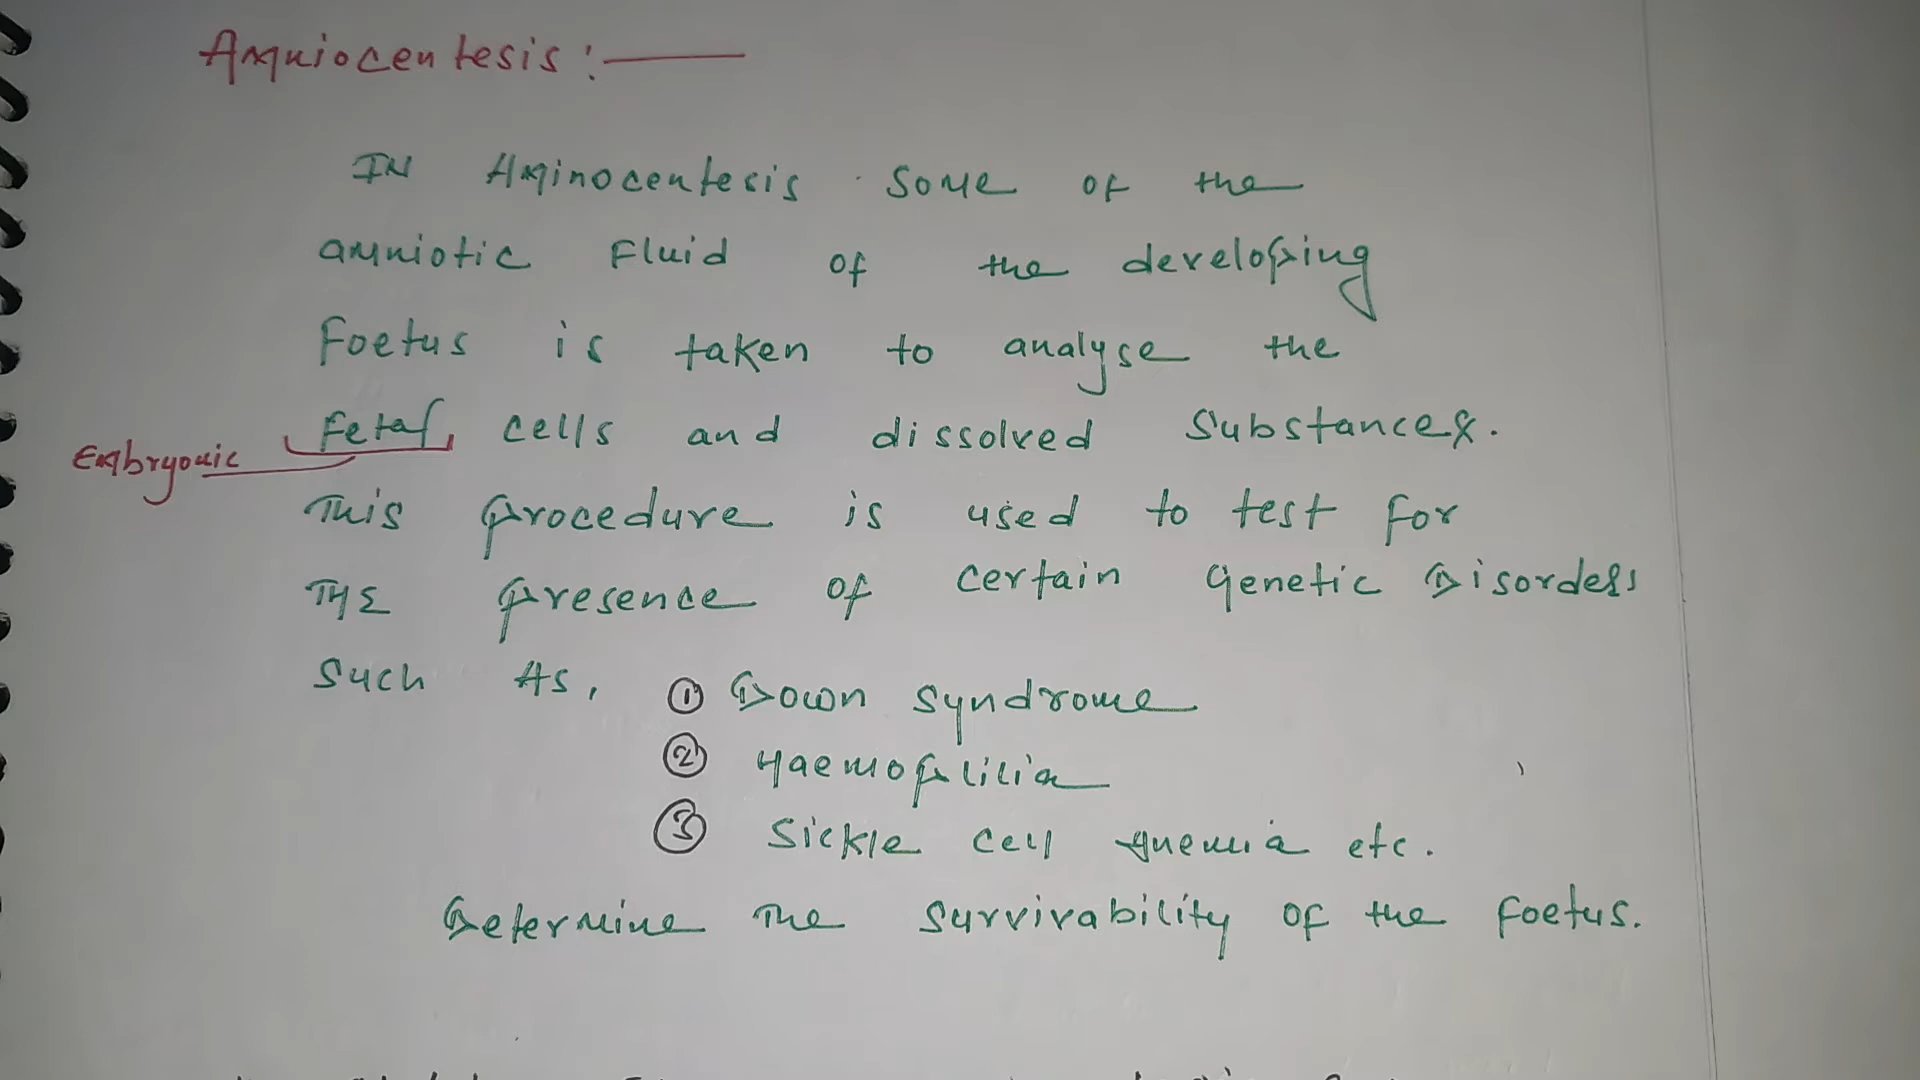 Amniocentesis :—
IN Aminocentesis some of the
amniotic Fluid of the developing
Foetus is taken to analyse the
Fetal cells and dissolved substances.
Embryonic
This procedure is used to test for
THE presence of certain Genetic Disorders
Such As, ① Down Syndrome
② Haemophilia
③ Sickle cell anemia etc.
Determine The survivability of the foetus.